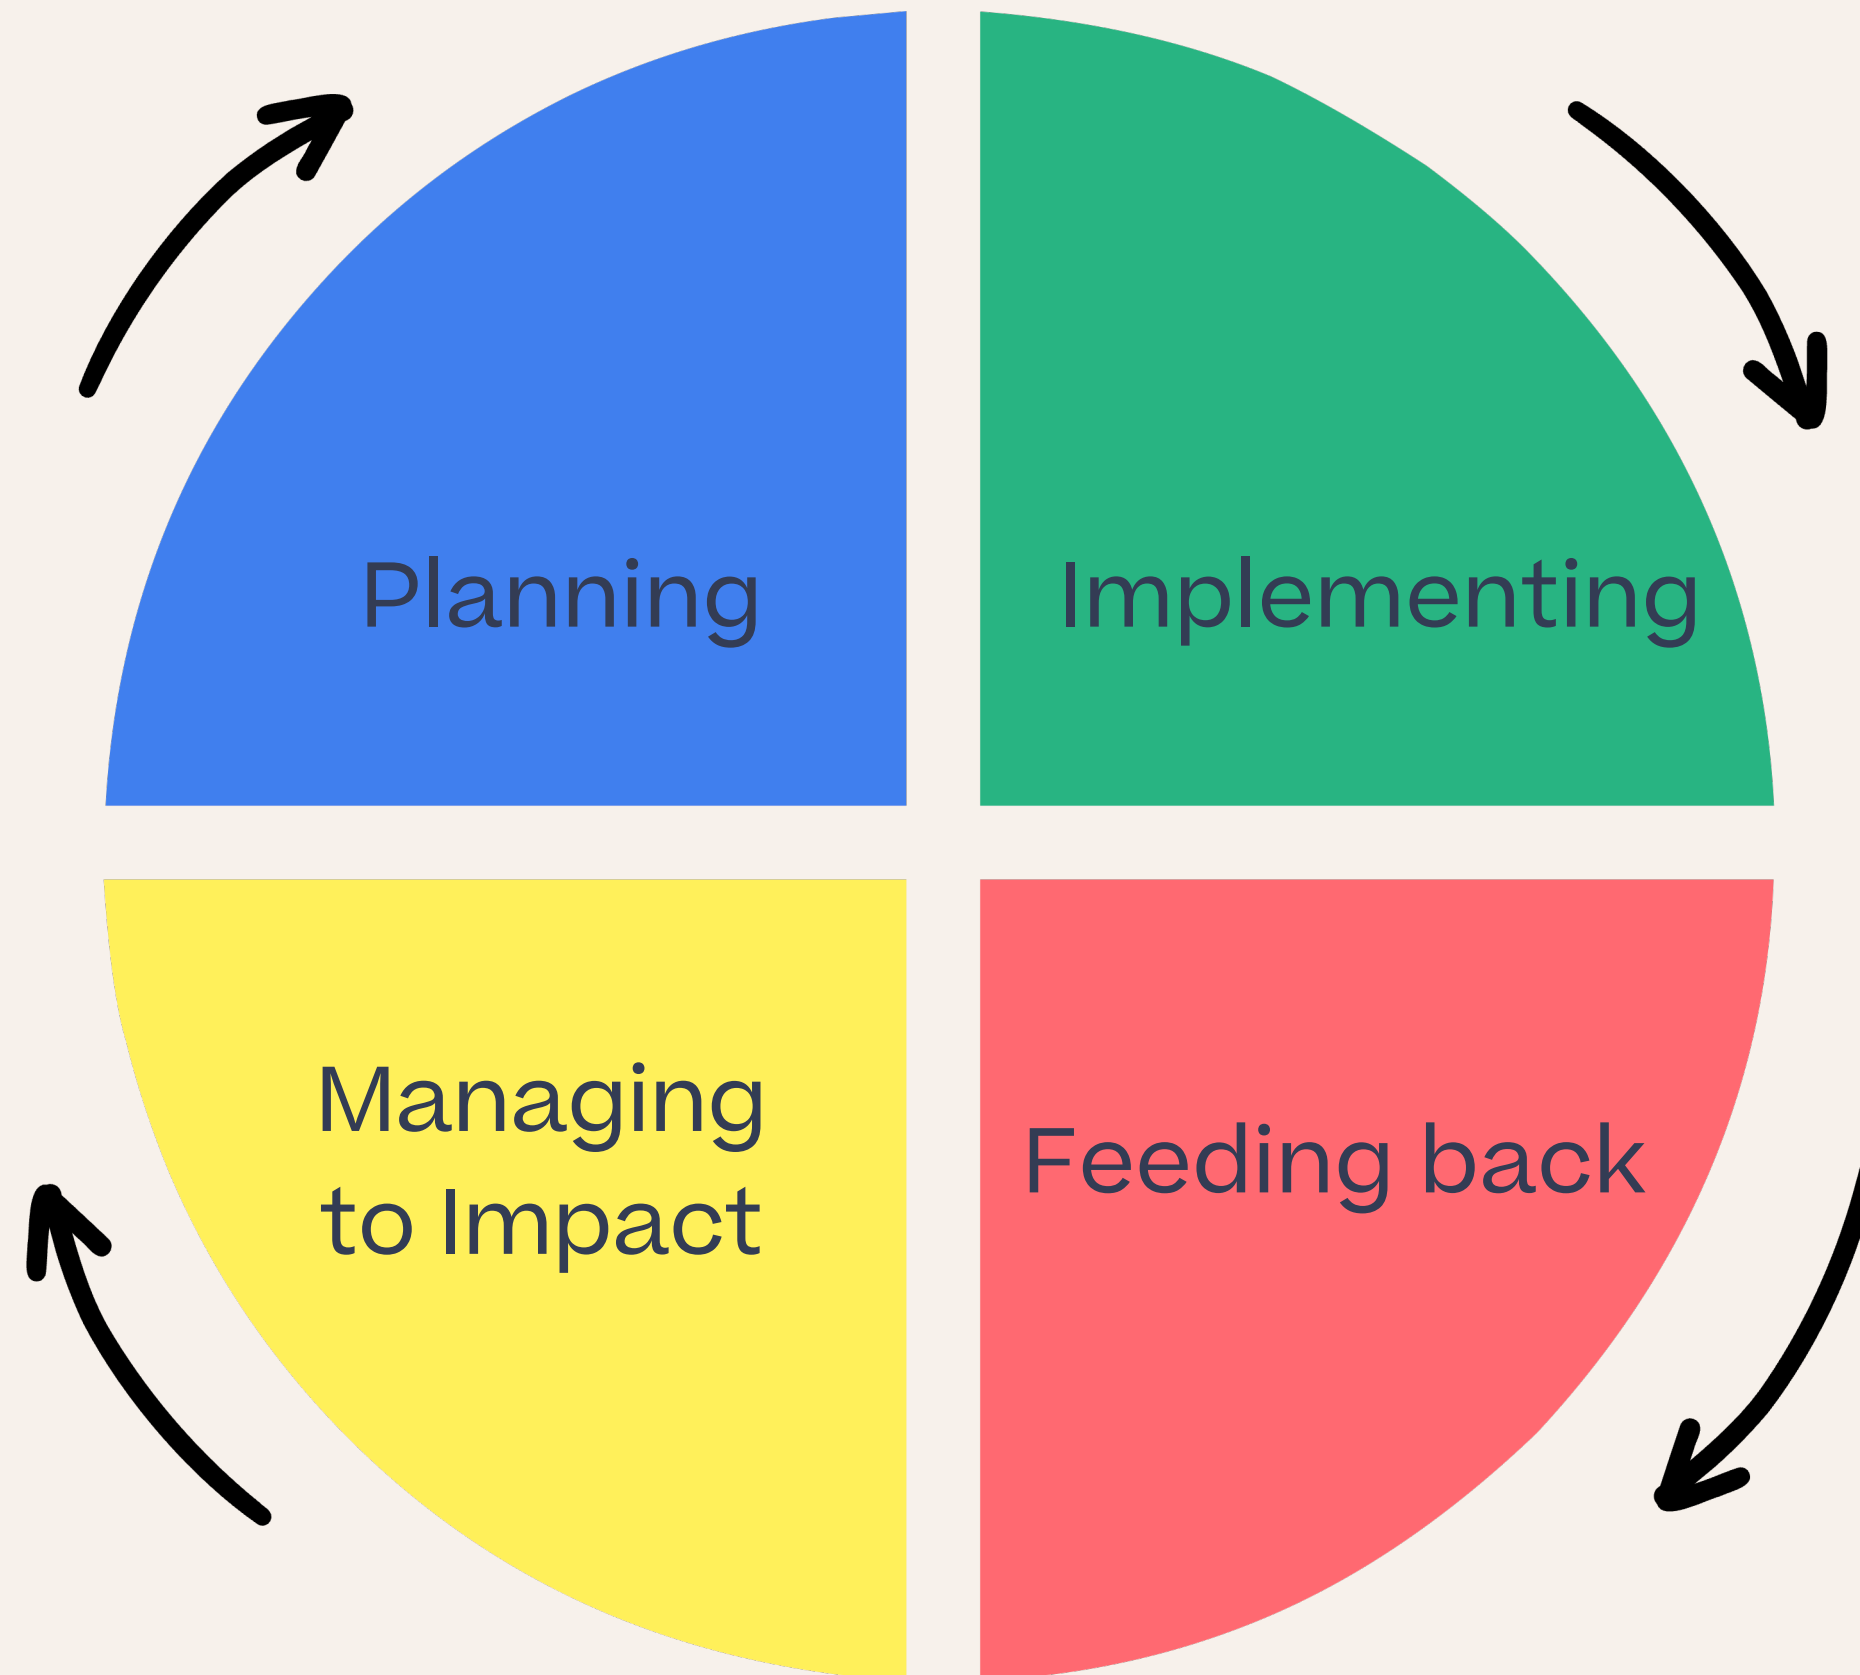 Planning
Implementing
Managing
to Impact
Feeding back